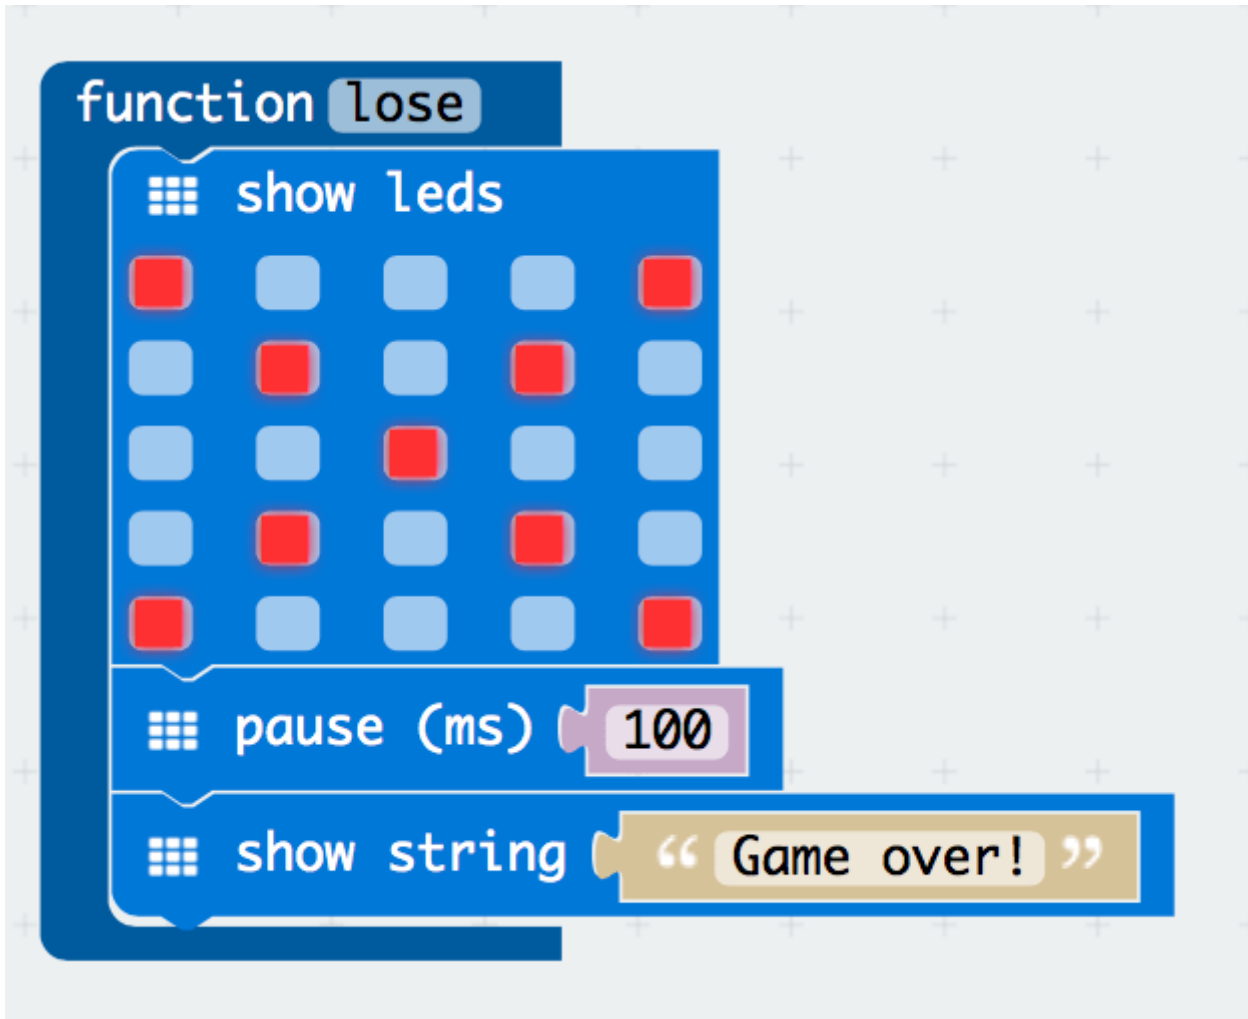 function lose
show leds
pause (ms) 100
show string “ Game over! ”